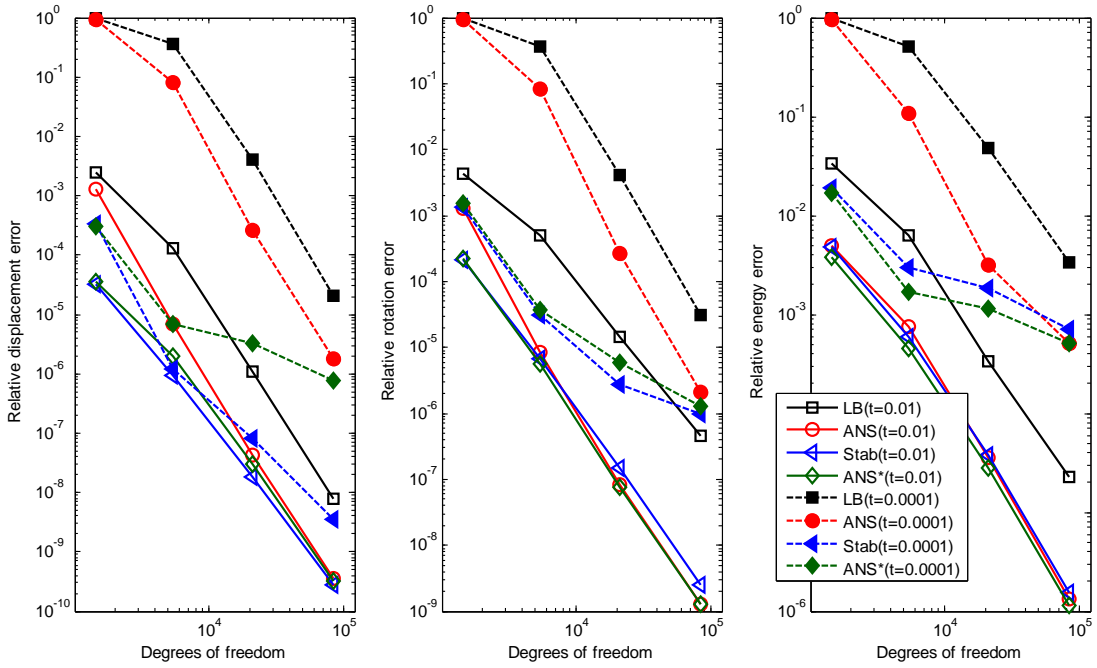 Relative displacement error
10^0
10^-1
10^-2
10^-3
10^-4
10^-5
10^-6
10^-7
10^-8
10^-9
10^-10
10^4
10^5
Degrees of freedom
Relative rotation error
10^0
10^-1
10^-2
10^-3
10^-4
10^-5
10^-6
10^-7
10^-8
10^-9
10^4
10^5
Degrees of freedom
Relative energy error
10^0
10^-1
10^-2
10^-3
10^-6
10^4
10^5
Degrees of freedom
LB(t=0.01)
ANS(t=0.01)
Stab(t=0.01)
ANS*(t=0.01)
LB(t=0.0001)
ANS(t=0.0001)
Stab(t=0.0001)
ANS*(t=0.0001)